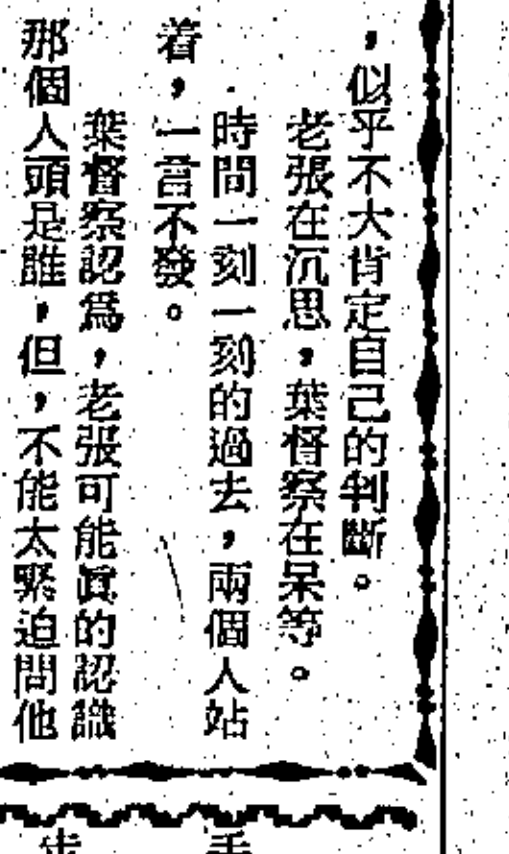 ，似乎不大肯定自己的判斷。
老張在沉思，葉督察在呆等。
時間一刻一刻的過去，兩個人站
着，一言不發。
葉督察認爲，老張可能眞的認識
那個人頭是誰，但，不能太緊迫問他